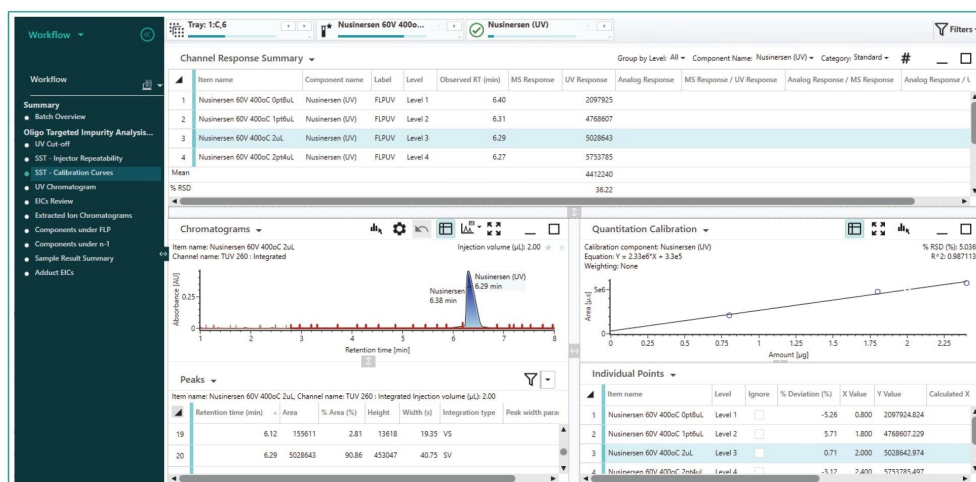 Workflow
Tray: 1:C,6
Nusinersen 60V 400o...
Nusinersen (UV)
Filters
Workflow
Summary
Batch Overview
Oligo Targeted Impurity Analysis...
UV Cut-off
SST - Injector Repeatability
SST - Calibration Curves
UV Chromatogram
EICs Review
Extracted Ion Chromatograms
Components under FLP
Components under n-1
Sample Result Summary
Adduct EICs
Channel Response Summary
Group by Level: All Component Name: Nusinersen (UV) Category: Standard #
Item name Component name Label Level Observed RT (min) MS Response UV Response Analog Response MS Response / UV Response Analog Response / MS Response Analog Response / U
1 Nusinersen 60V 400oC 0pt8uL Nusinersen (UV) FLPUV Level 1 6.40 2097925
2 Nusinersen 60V 400oC 1pt6uL Nusinersen (UV) FLPUV Level 2 6.31 4768607
3 Nusinersen 60V 400oC 2uL Nusinersen (UV) FLPUV Level 3 6.29 5028643
4 Nusinersen 60V 400oC 2pt4uL Nusinersen (UV) FLPUV Level 4 6.27 5753785
Mean 4412240
% RSD 36.22
Chromatograms
Item name: Nusinersen 60V 400oC 2uL Injection volume (µL): 2.00
Channel name: TUV 260 : Integrated
Absorbance [AU]
0.25
0
Nusinersen (UV)
6.29 min
Nusinersen
6.38 min
1 2 3 4 5 6 7 8
Retention time [min]
Peaks
Item name: Nusinersen 60V 400oC 2uL, Channel name: TUV 260 : Integrated Injection volume (µL): 2.00
Retention time (min) Area % Area (%) Height Width (s) Integration type Peak width para
19 6.12 155611 2.81 13618 19.35 VS
20 6.29 5028643 90.86 453047 40.75 SV
Quantitation Calibration
Calibration component: Nusinersen (UV) % RSD (%): 5.036
Equation: Y = 2.33e6*X + 3.3e5 R^2: 0.987113
Weighting: None
Area [µs]
5e6
0
0 0.25 0.5 0.75 1 1.25 1.5 1.75 2 2.25
Amount [µg]
Individual Points
Item name Level Ignore % Deviation (%) X Value Y Value Calculated X
1 Nusinersen 60V 400oC 0pt8uL Level 1 -5.26 0.800 2097924.824
2 Nusinersen 60V 400oC 1pt6uL Level 2 5.71 1.800 4768607.229
3 Nusinersen 60V 400oC 2uL Level 3 0.71 2.000 5028642.974
4 Nusinersen 60V 400oC 2pt4uL Level 4 -3.12 2.400 5753785.497